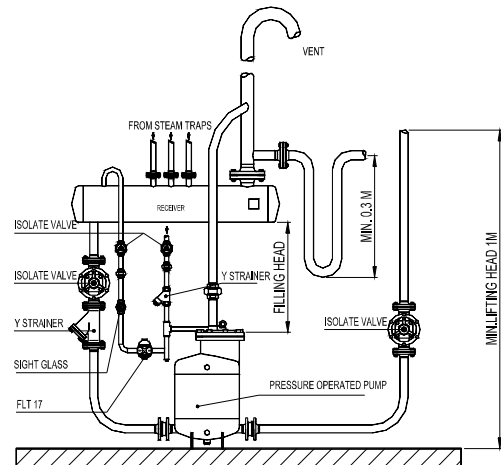 VENT
FROM STEAM TRAPS
RECEIVER
ISOLATE VALVE
ISOLATE VALVE
Y STRAINER
Y STRAINER
SIGHT GLASS
FLT 17
FILLING HEAD
MIN. 0.3 M
ISOLATE VALVE
PRESSURE OPERATED PUMP
MIN.LIFTING HEAD 1M